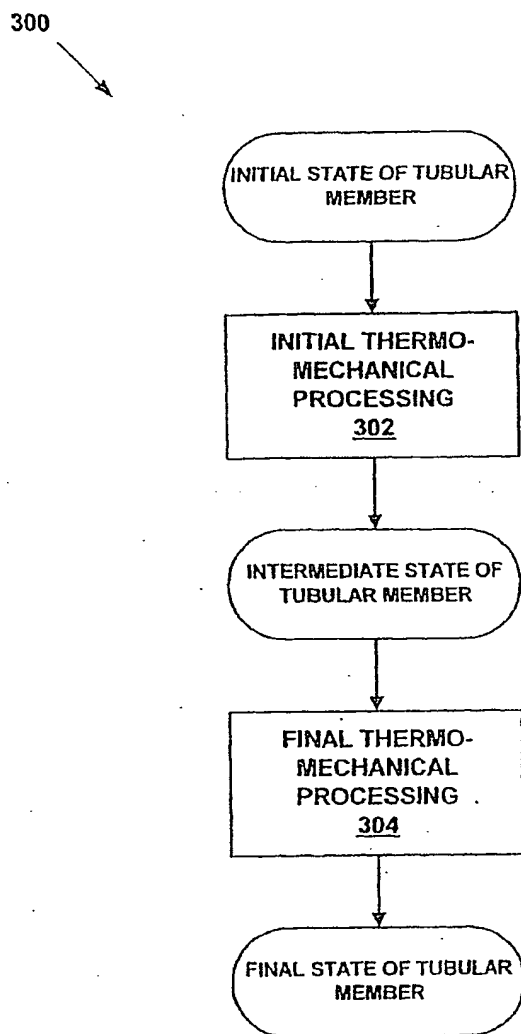 300
INITIAL STATE OF TUBULAR
MEMBER
INITIAL THERMO-
MECHANICAL
PROCESSING
302
INTERMEDIATE STATE OF
TUBULAR MEMBER
FINAL THERMO-
MECHANICAL
PROCESSING
304
FINAL STATE OF TUBULAR
MEMBER